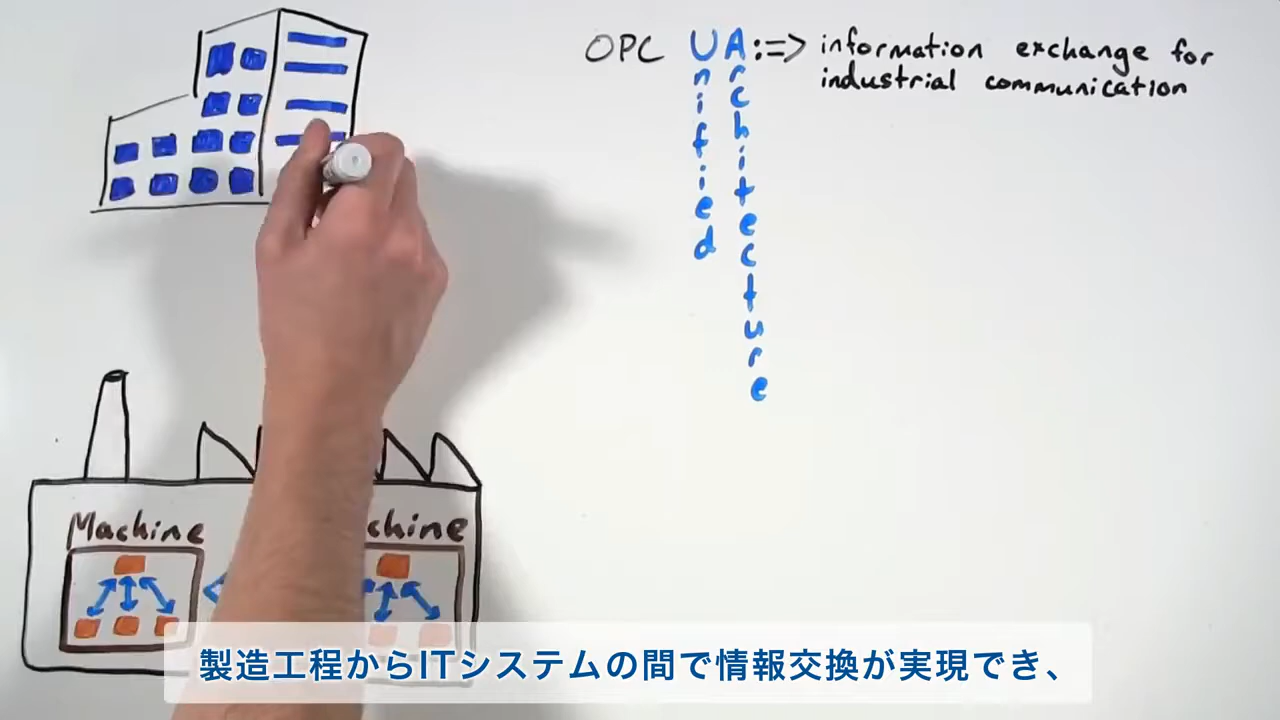 OPC UA :=> information exchange for
industrial communication
Unified
Architecture
Machine
chine
製造工程からITシステムの間で情報交換が実現でき、